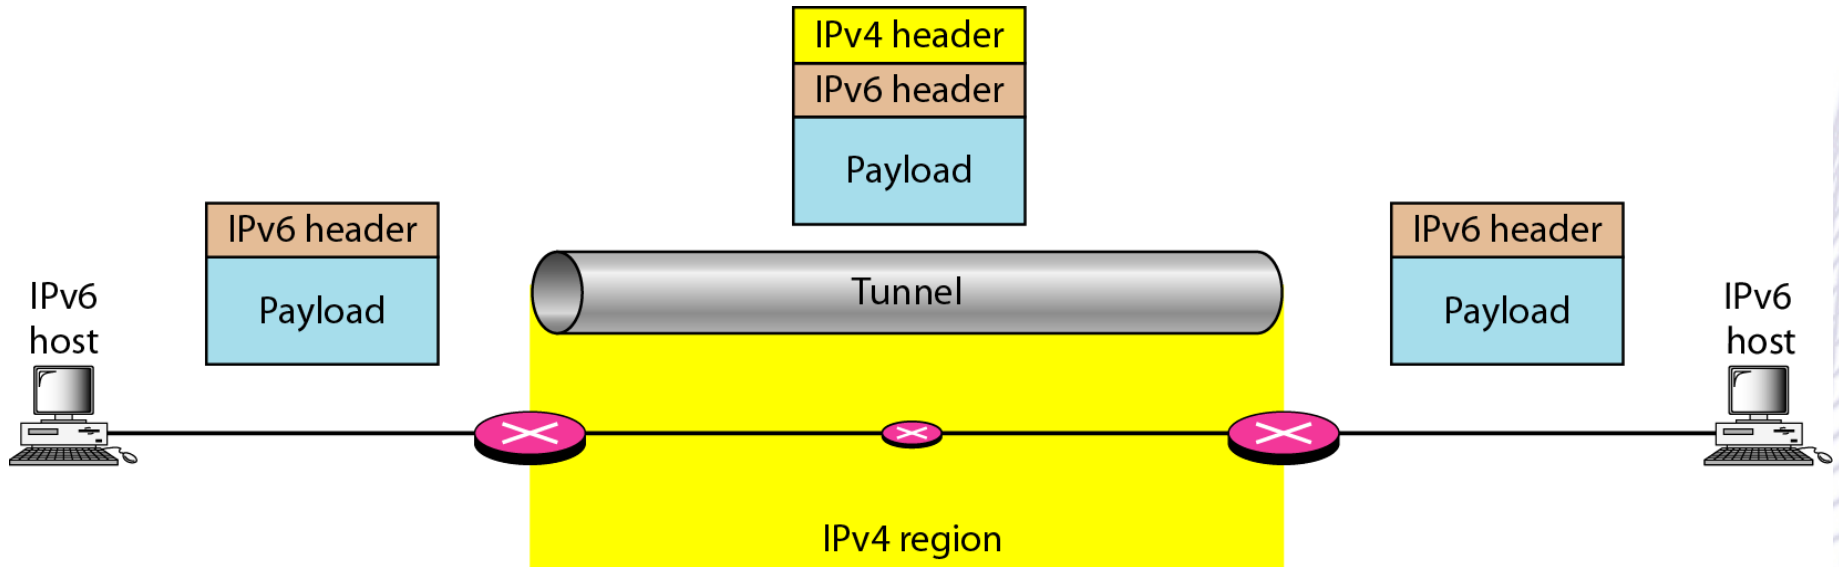 IPv4 header
IPv6 header
Payload
IPv6 header
Payload
IPv6 header
Payload
Tunnel
IPv6
host
IPv6
host
IPv4 region